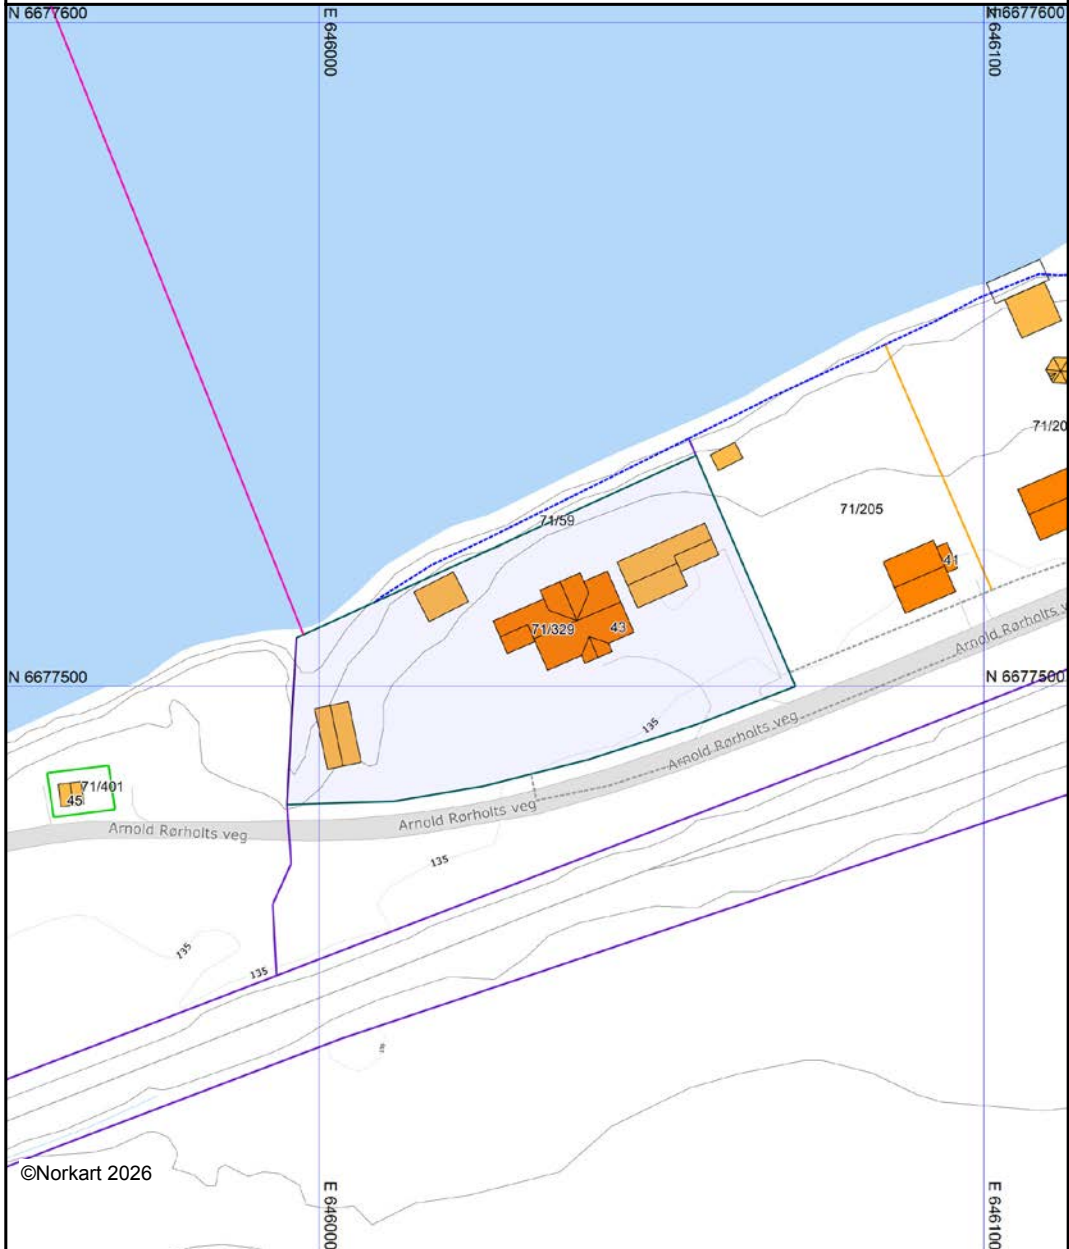 N 6677600
E 646000
N 6677600
E 646100
71/20
71/59
71/205
41
71/329
43
Arnold Rørholts v
N 6677500
N 6677500
135
Arnold Rørholts veg
71/401
45
Arnold Rørholts veg
Arnold Rørholts veg
135
135
135
©Norkart 2026
E 646000
E 646100